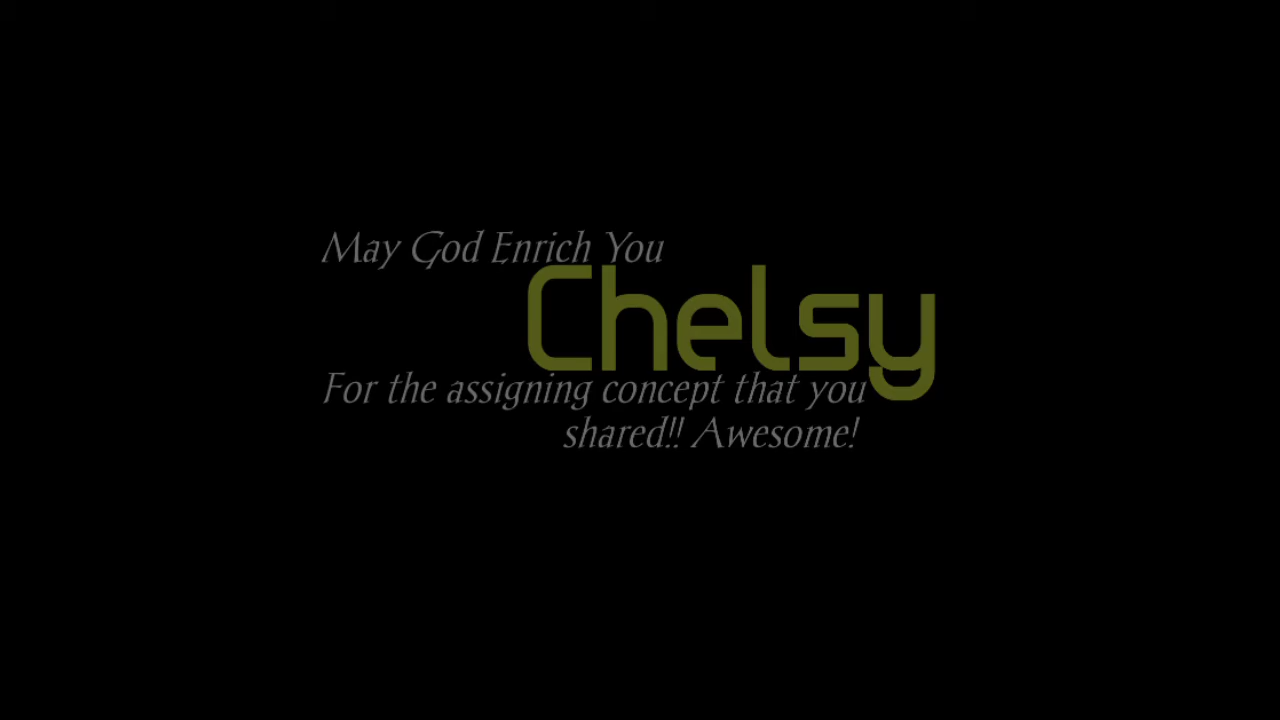 May God Enrich You
Chelsy
For the assigning concept that you
shared!! Awesome!